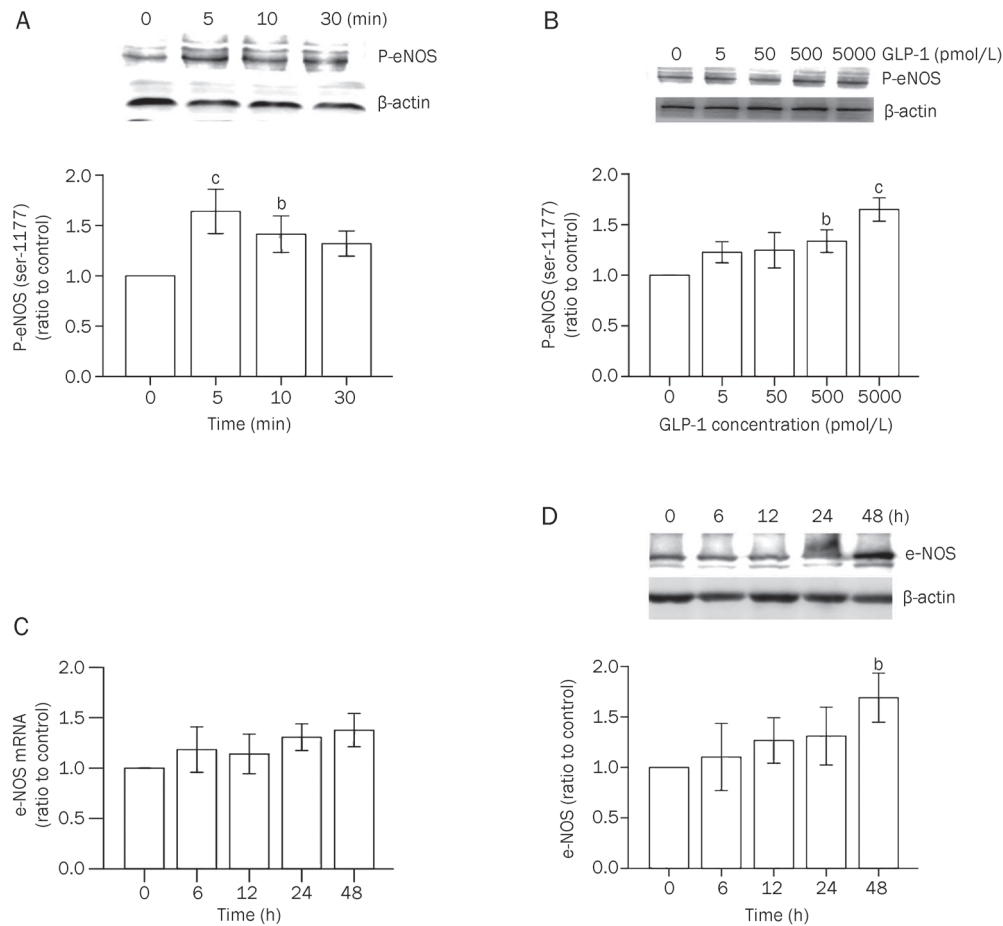 A
0 5 10 30 (min)
P-eNOS
β-actin
P-eNOS (ser-1177)
(ratio to control)
2.0
1.5
1.0
0.5
0.0
c
b
0 5 10 30
Time (min)
B
0 5 50 500 5000 GLP-1 (pmol/L)
P-eNOS
β-actin
P-eNOS (ser-1177)
(ratio to control)
2.0
1.5
1.0
0.5
0.0
b
c
0 5 50 500 5000
GLP-1 concentration (pmol/L)
C
e-NOS mRNA
(ratio to control)
2.0
1.5
1.0
0.5
0.0
0 6 12 24 48
Time (h)
D
0 6 12 24 48 (h)
e-NOS
β-actin
e-NOS (ratio to control)
2.0
1.5
1.0
0.5
0.0
b
0 6 12 24 48
Time (h)